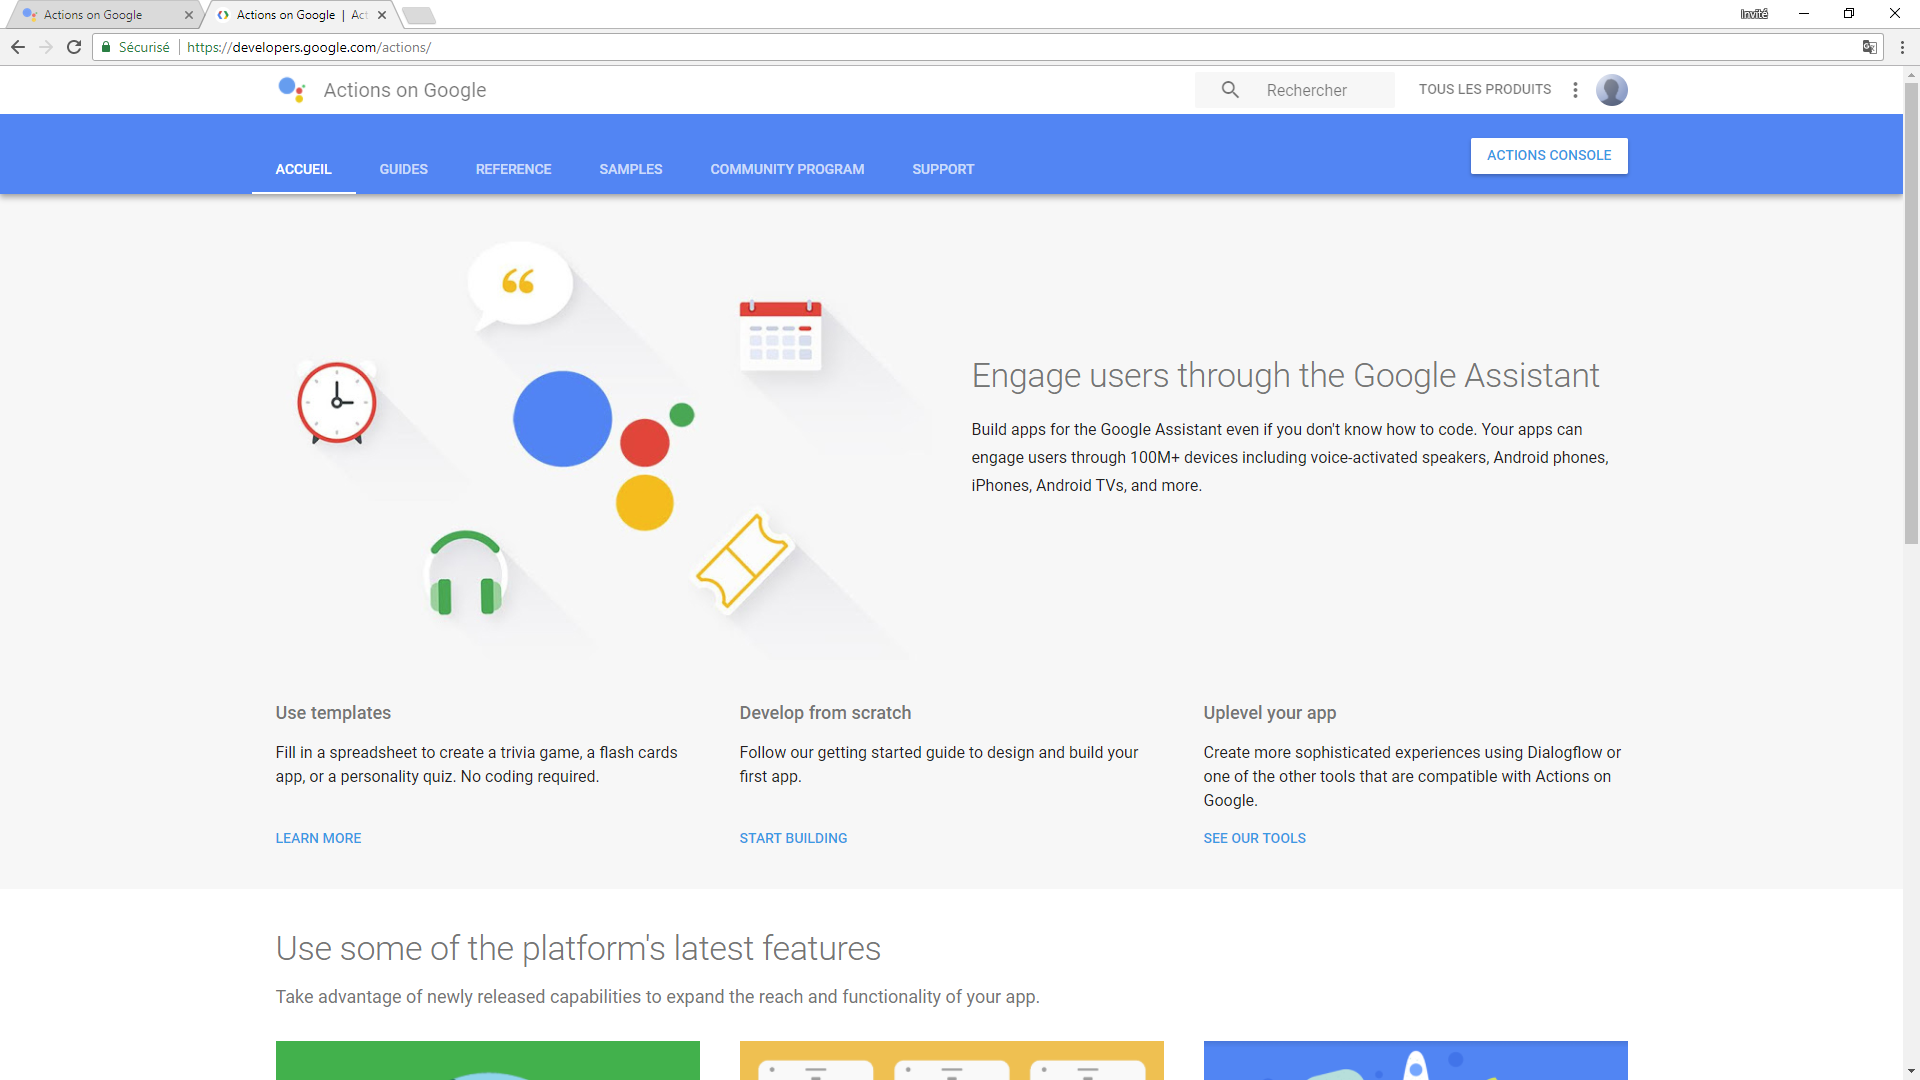 Actions on Google
Actions on Google | Act
Invité
Sécurisé
https://developers.google.com/actions/
Actions on Google
Rechercher
TOUS LES PRODUITS
ACCUEIL
GUIDES
REFERENCE
SAMPLES
COMMUNITY PROGRAM
SUPPORT
ACTIONS CONSOLE
Engage users through the Google Assistant
Build apps for the Google Assistant even if you don't know how to code. Your apps can
engage users through 100M+ devices including voice-activated speakers, Android phones,
iPhones, Android TVs, and more.
Use templates
Fill in a spreadsheet to create a trivia game, a flash cards
app, or a personality quiz. No coding required.
LEARN MORE
Develop from scratch
Follow our getting started guide to design and build your
first app.
START BUILDING
Uplevel your app
Create more sophisticated experiences using Dialogflow or
one of the other tools that are compatible with Actions on
Google.
SEE OUR TOOLS
Use some of the platform's latest features
Take advantage of newly released capabilities to expand the reach and functionality of your app.